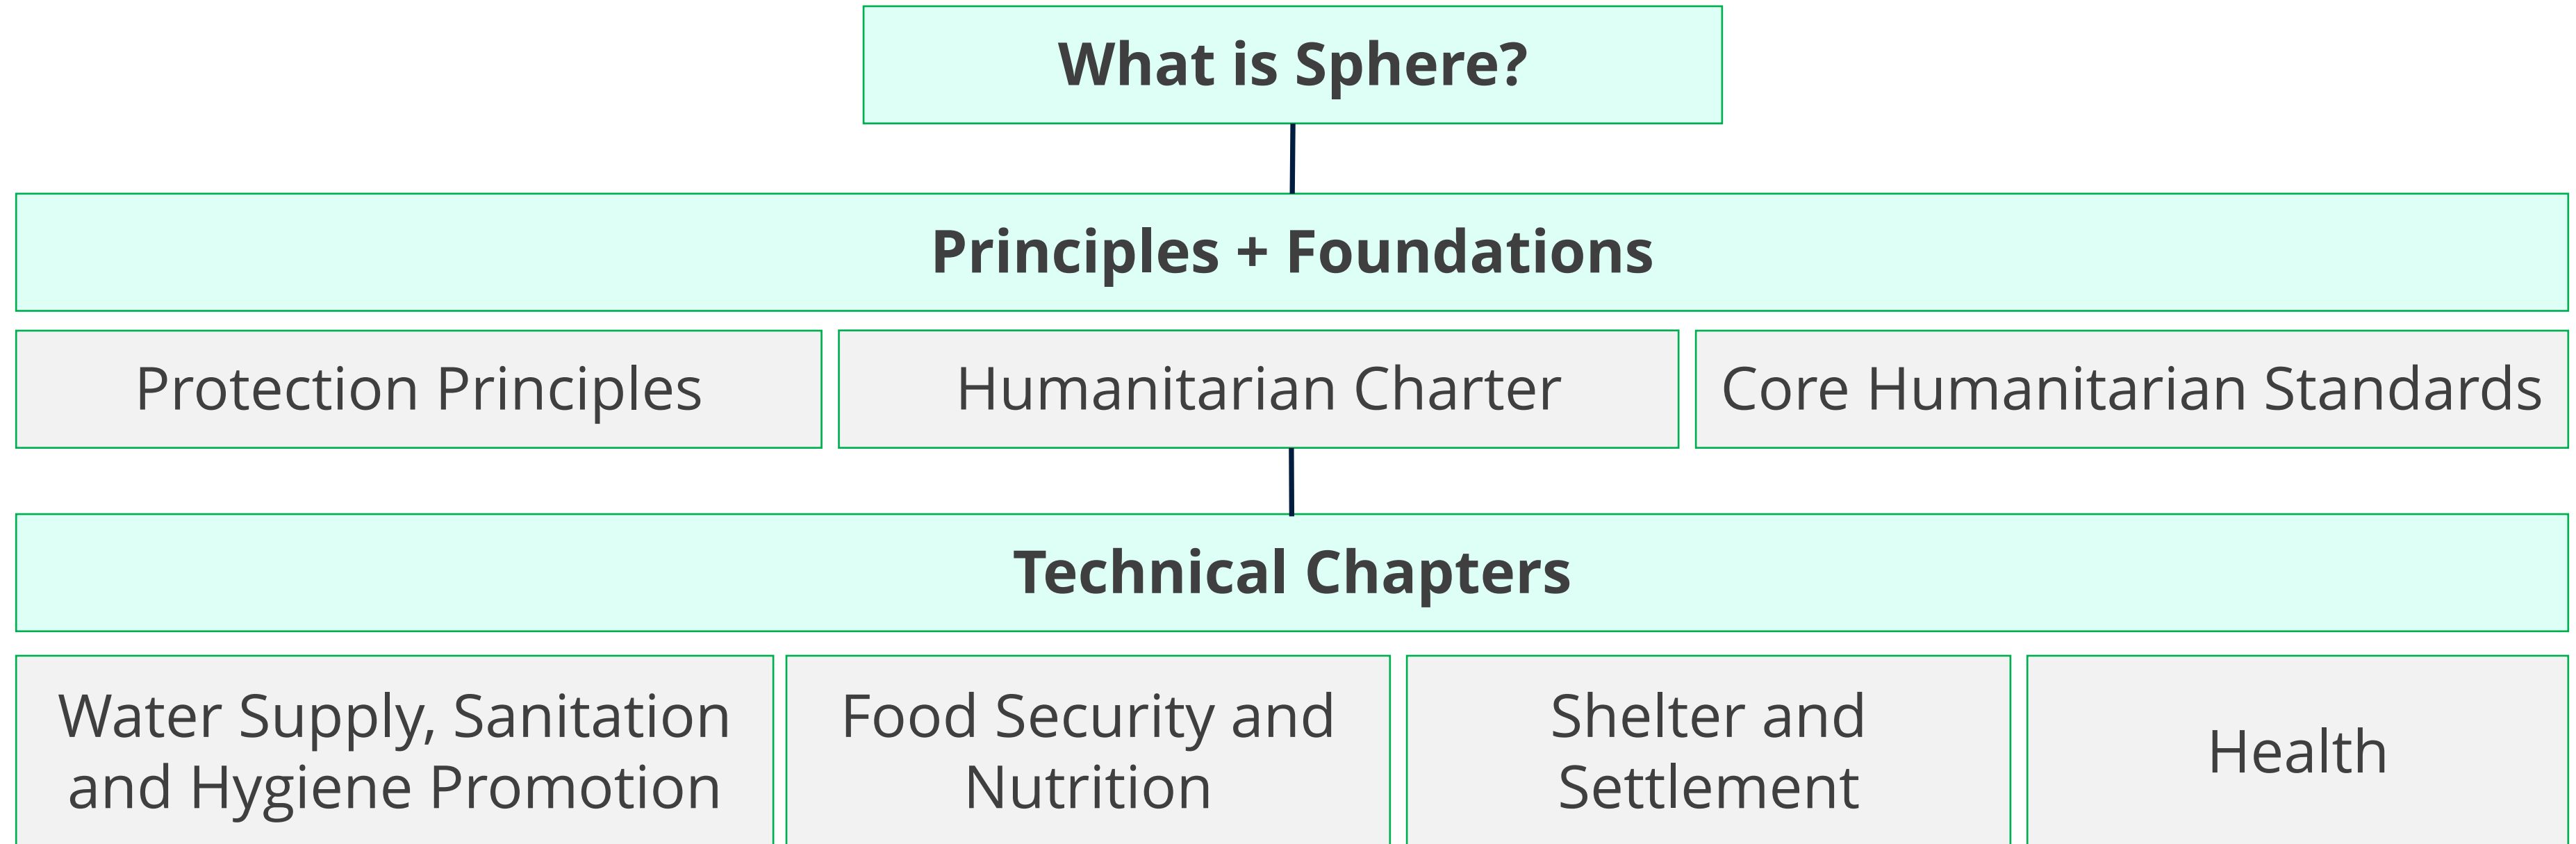 What is Sphere?
Principles + Foundations
Protection Principles
Humanitarian Charter
Core Humanitarian Standards
Technical Chapters
Water Supply, Sanitation
and Hygiene Promotion
Food Security and
Nutrition
Shelter and
Settlement
Health